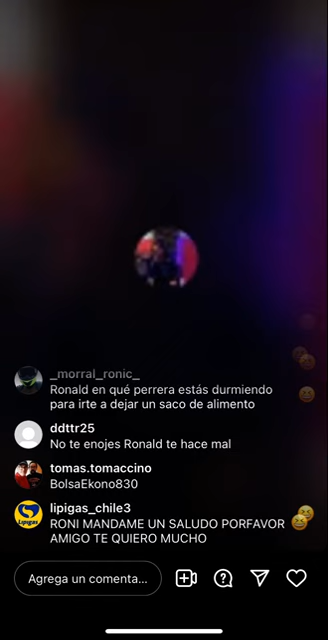 _morral_ronic_
Ronald en qué perrera estás durmiendo
para irte a dejar un saco de alimento
ddttr25
No te enojes Ronald te hace mal
tomas.tomaccino
BolsaEkono830
Lipigas
lipigas_chile3
RONI MANDAME UN SALUDO PORFAVOR
AMIGO TE QUIERO MUCHO
Agrega un comenta...